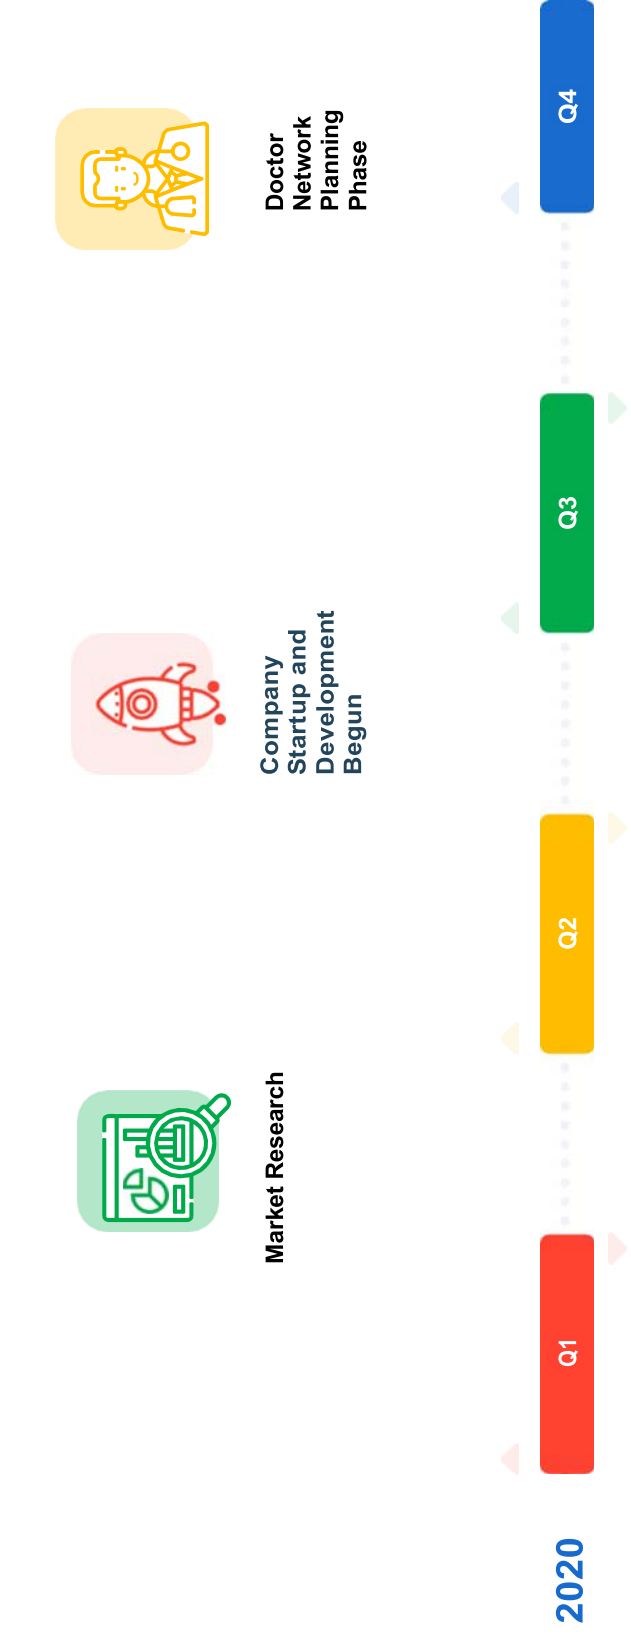 Market Research
Company
Startup and
Development
Begun
Doctor
Network
Planning
Phase
2020
Q1
Q2
Q3
Q4